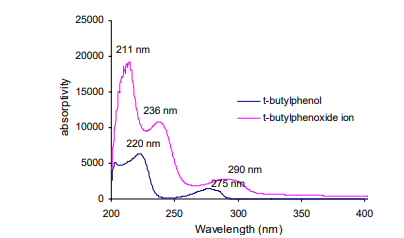 25000
20000
15000
10000
5000
0
absorptivity
211 nm
236 nm
220 nm
290 nm
275 nm
t-butylphenol
t-butylphenoxide ion
200 250 300 350 400
Wavelength (nm)